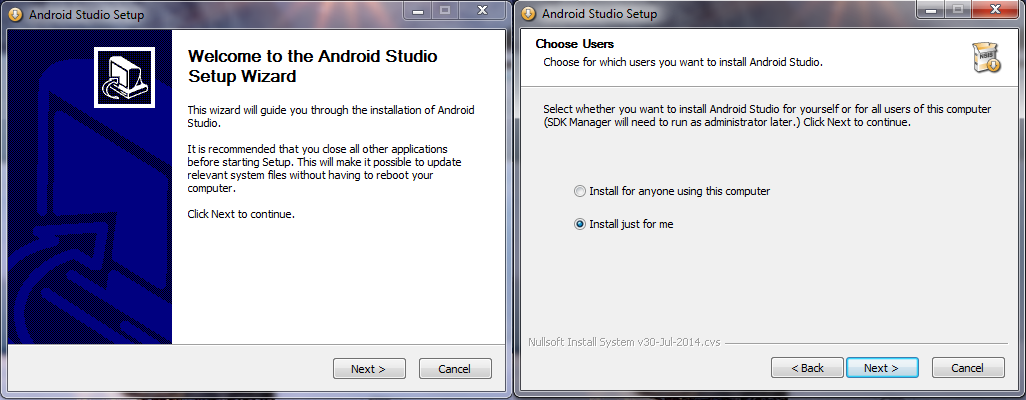 Android Studio Setup
Welcome to the Android Studio
Setup Wizard
This wizard will guide you through the installation of Android
Studio.
It is recommended that you close all other applications
before starting Setup. This will make it possible to update
relevant system files without having to reboot your
computer.
Click Next to continue.
Next >
Cancel
Android Studio Setup
Choose Users
Choose for which users you want to install Android Studio.
NSIS
Select whether you want to install Android Studio for yourself or for all users of this computer
(SDK Manager will need to run as administrator later.) Click Next to continue.
Install for anyone using this computer
Install just for me
Nullsoft Install System v30-Jul-2014.cvs
< Back
Next >
Cancel